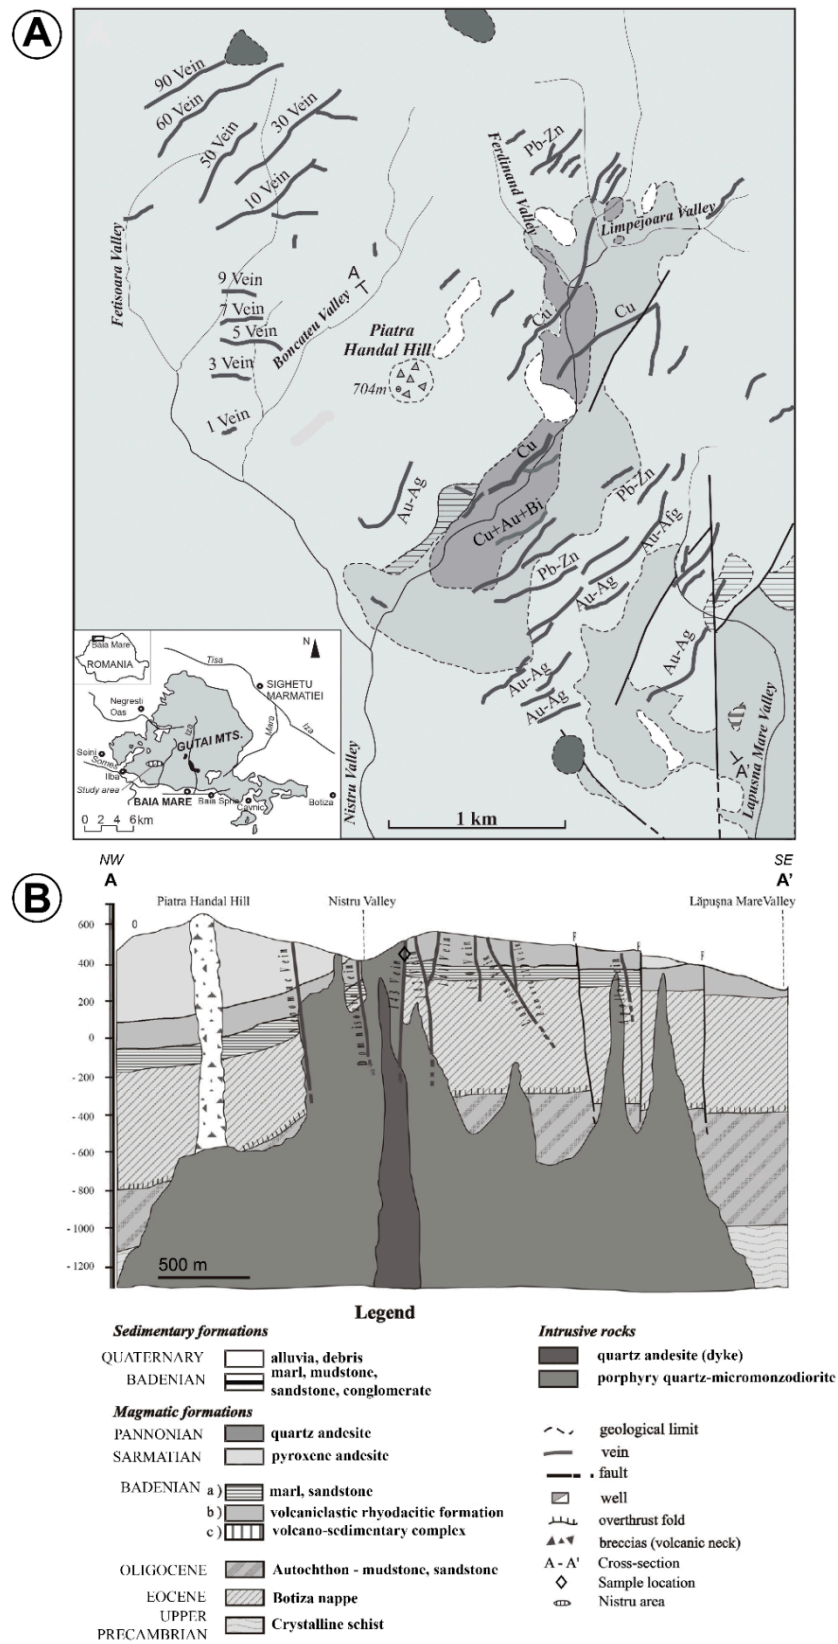 A
90 Vein
60 Vein
50 Vein
30 Vein
10 Vein
Fetisoara Valley
9 Vein
7 Vein
5 Vein
3 Vein
1 Vein
Boncateu Valley
A
Piatra
Handal Hill
704m
Ferdinand Valley
Pb-Zn
Limpejoara Valley
Cu
Cu
Cu
Au-Ag
Cu+Au+Bi
Pb-Zn
Pb-Zn
Au-Afg
Au-Ag
Au-Ag
Au-Ag
Au-Ag
A'
Lapusna Mare Valley
Nistru Valley
1 km
Baia Mare
ROMANIA
N
Tisa
SIGHETU
MARMATIEI
Negresti
Oas
Iza
Mara
Iza
GUTAI MTS.
Seini
Somes
Ilba
Study area
BAIA MARE
Baia Sprie
Cavnic
Botiza
0 2 4 6 km
B
NW
A
SE
A'
Piatra Handal Hill
Nistru Valley
Lăpuşna Mare Valley
600
400
200
0
- 200
- 400
- 600
- 800
- 1000
- 1200
0
F
F
F
500 m
Legend
Sedimentary formations
QUATERNARY alluvia, debris
BADENIAN marl, mudstone,
sandstone, conglomerate
Magmatic formations
PANNONIAN quartz andesite
SARMATIAN pyroxene andesite
BADENIAN a) marl, sandstone
b) volcaniclastic rhyodacitic formation
c) volcano-sedimentary complex
OLIGOCENE Autochthon - mudstone, sandstone
EOCENE Botiza nappe
UPPER
PRECAMBRIAN Crystalline schist
Intrusive rocks
quartz andesite (dyke)
porphyry quartz-micromonzodiorite
geological limit
vein
fault
well
overthrust fold
breccias (volcanic neck)
A - A' Cross-section
Sample location
Nistru area